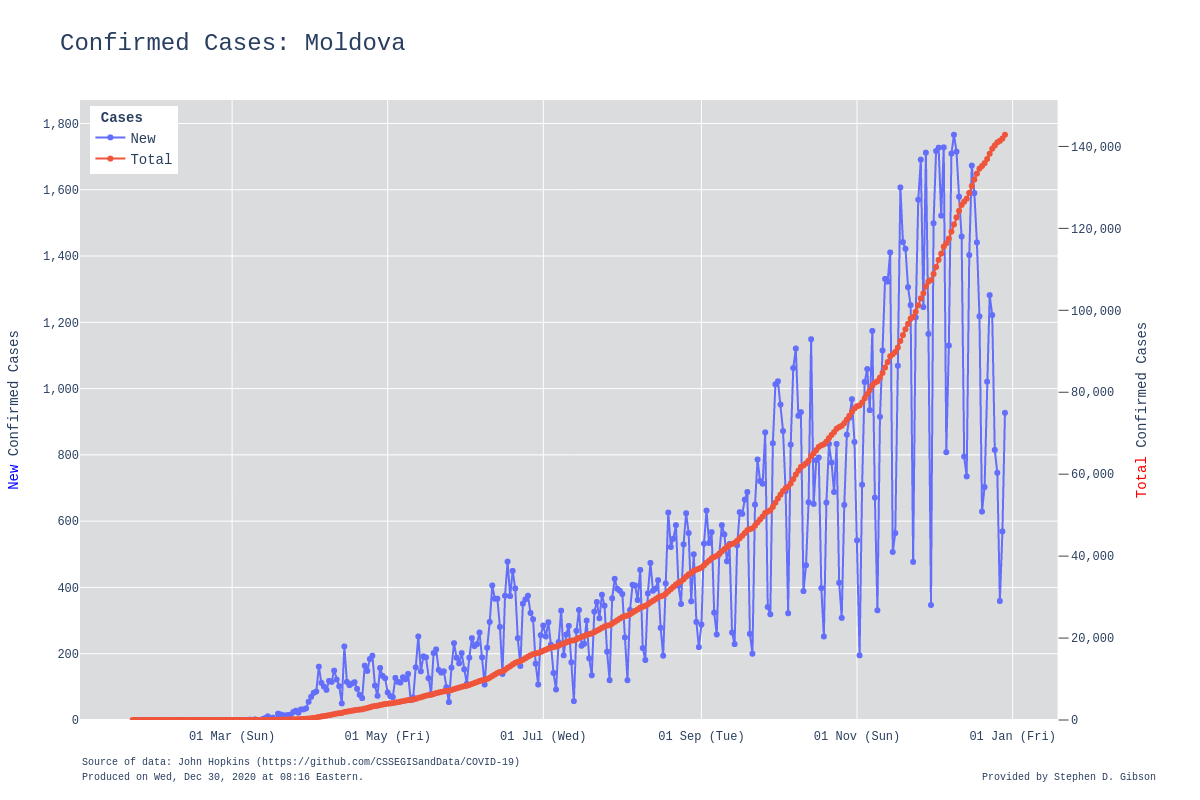 Confirmed Cases: Moldova
Cases
New
Total
1,800
1,600
1,400
1,200
1,000
800
600
400
200
0
New Confirmed Cases
140,000
120,000
100,000
80,000
60,000
40,000
20,000
0
Total Confirmed Cases
01 Mar (Sun)
01 May (Fri)
01 Jul (Wed)
01 Sep (Tue)
01 Nov (Sun)
01 Jan (Fri)
Source of data: John Hopkins (https://github.com/CSSEGISandData/COVID-19)
Produced on Wed, Dec 30, 2020 at 08:16 Eastern.
Provided by Stephen D. Gibson